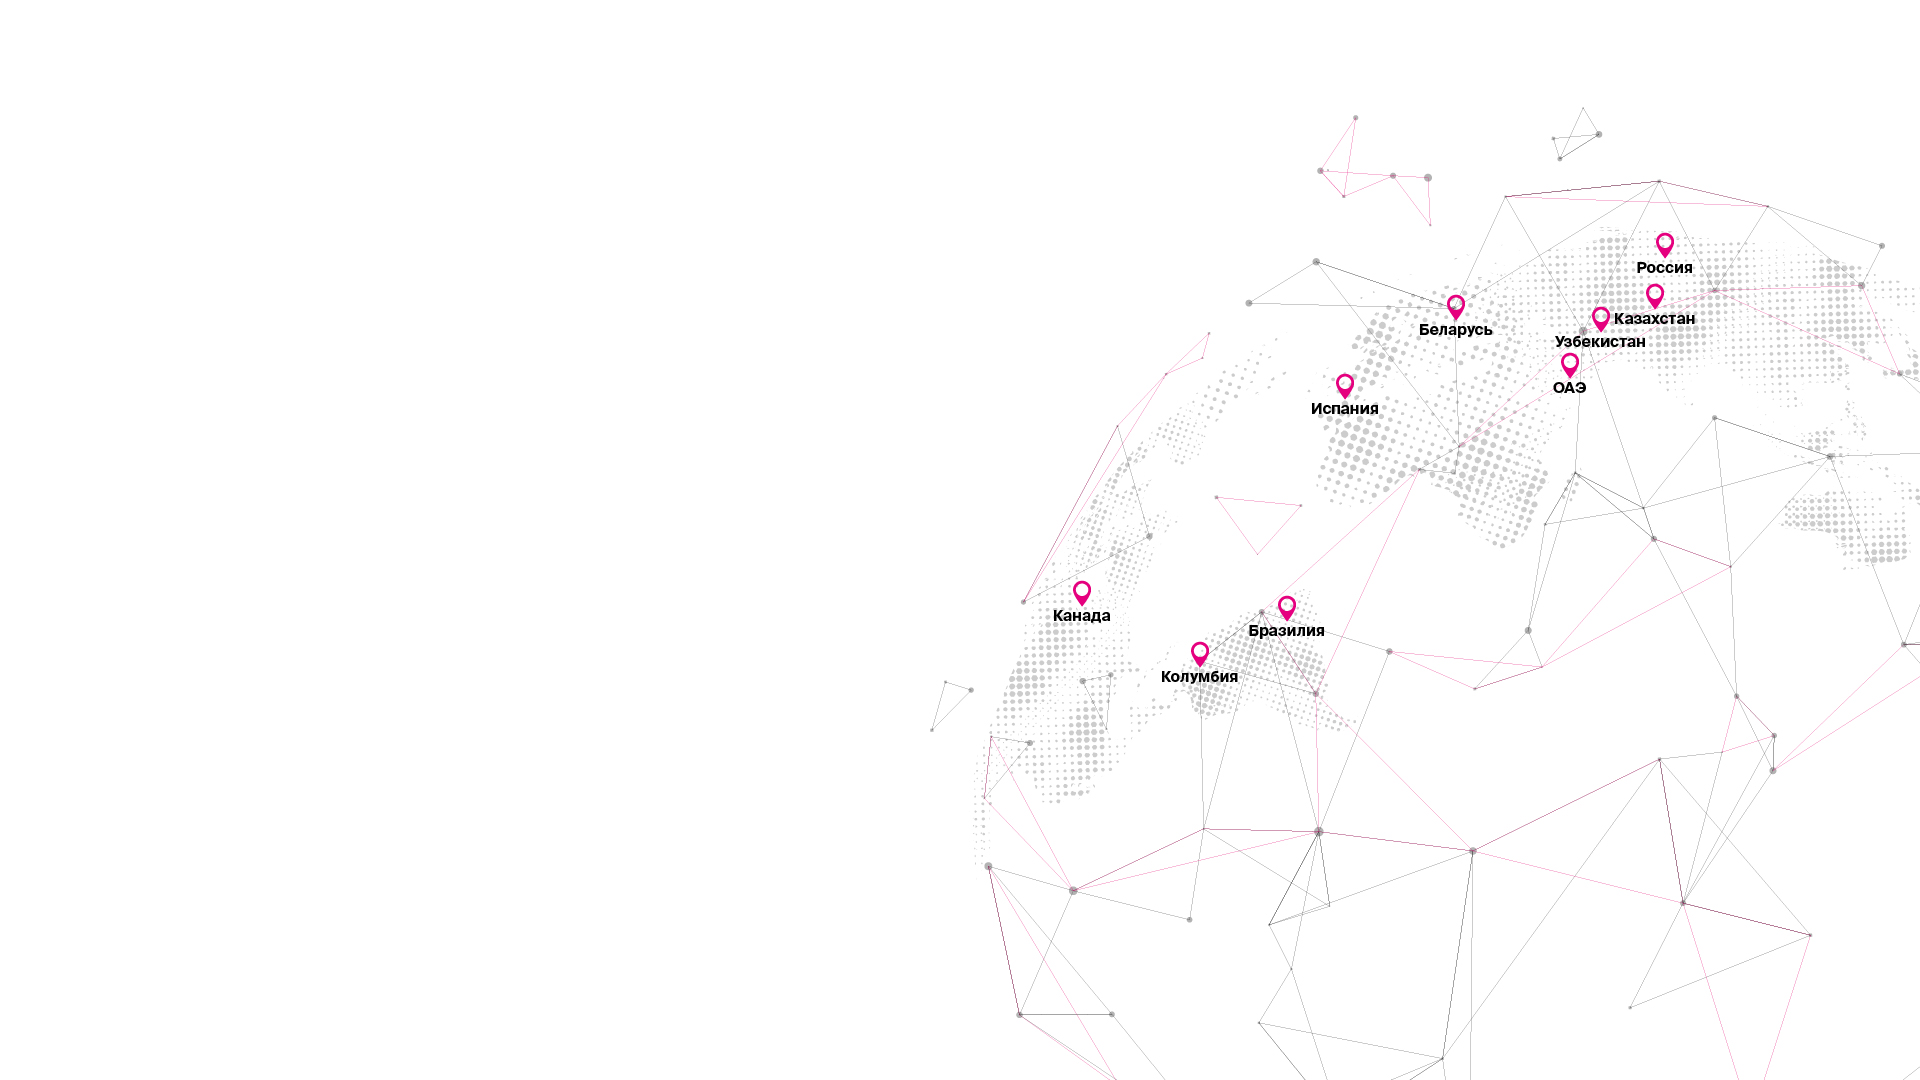 Россия
Казахстан
Беларусь
Узбекистан
ОАЭ
Испания
Канада
Бразилия
Колумбия